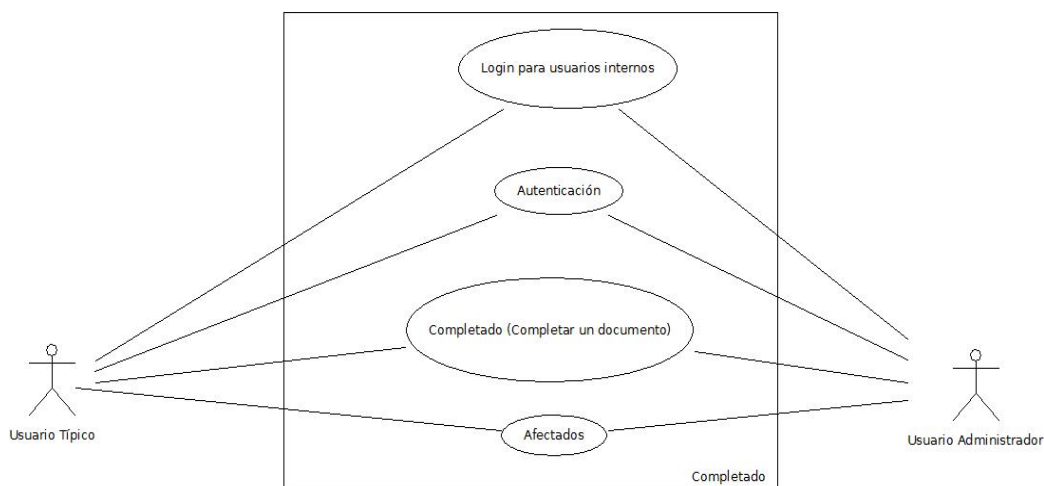 Login para usuarios internos
Autenticación
Completado (Completar un documento)
Usuario Típico
Afectados
Usuario Administrador
Completado